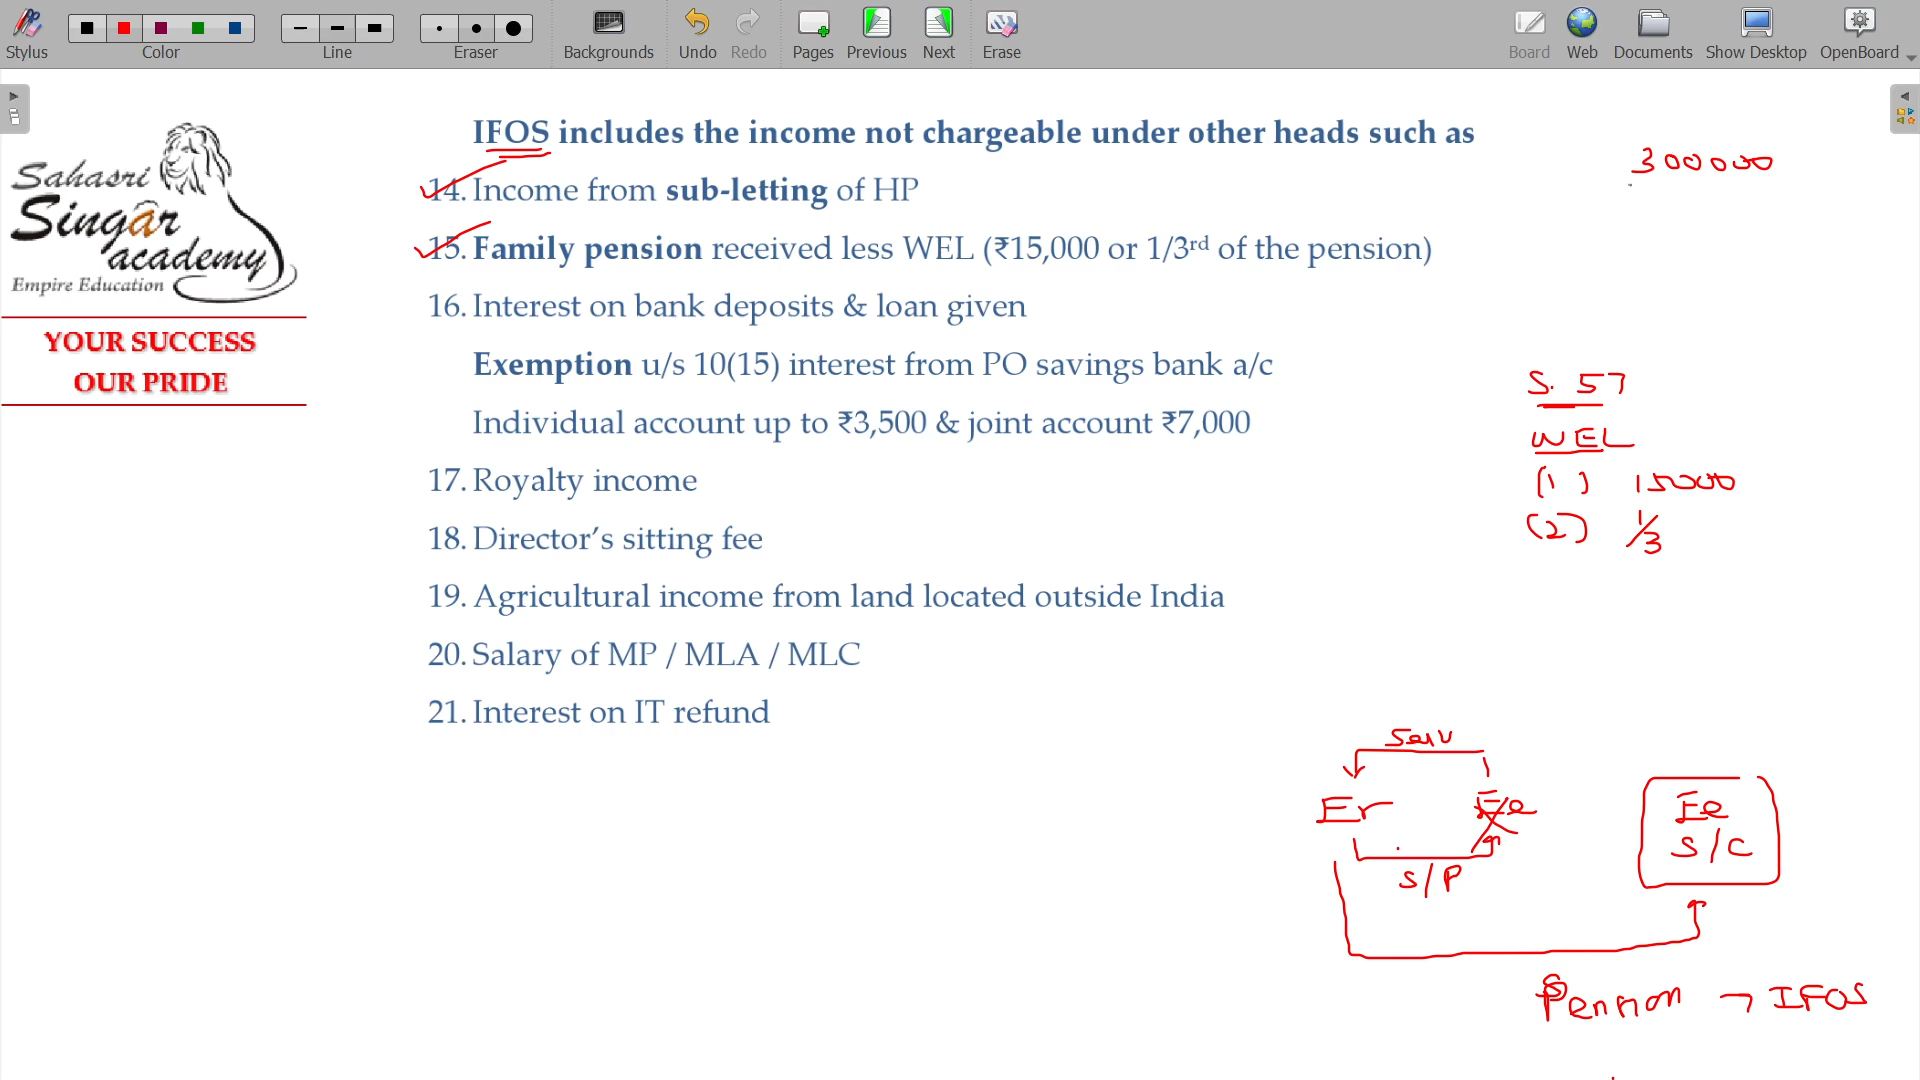 Stylus
Color
Line
Eraser
Backgrounds
Undo
Redo
Pages
Previous
Next
Erase
Board
Web
Documents
Show Desktop
OpenBoard
Sahasri
Singar
academy
Empire Education
YOUR SUCCESS
OUR PRIDE
IFOS includes the income not chargeable under other heads such as
14. Income from sub-letting of HP
15. Family pension received less WEL (₹15,000 or 1/3rd of the pension)
16. Interest on bank deposits & loan given
Exemption u/s 10(15) interest from PO savings bank a/c
Individual account up to ₹3,500 & joint account ₹7,000
17. Royalty income
18. Director’s sitting fee
19. Agricultural income from land located outside India
20. Salary of MP / MLA / MLC
21. Interest on IT refund
300000
S. 57
WEL
(1) 15000
(2) 1/3
Serv
Er Ee
S/P
Ee
S/C
Pension → IFOS